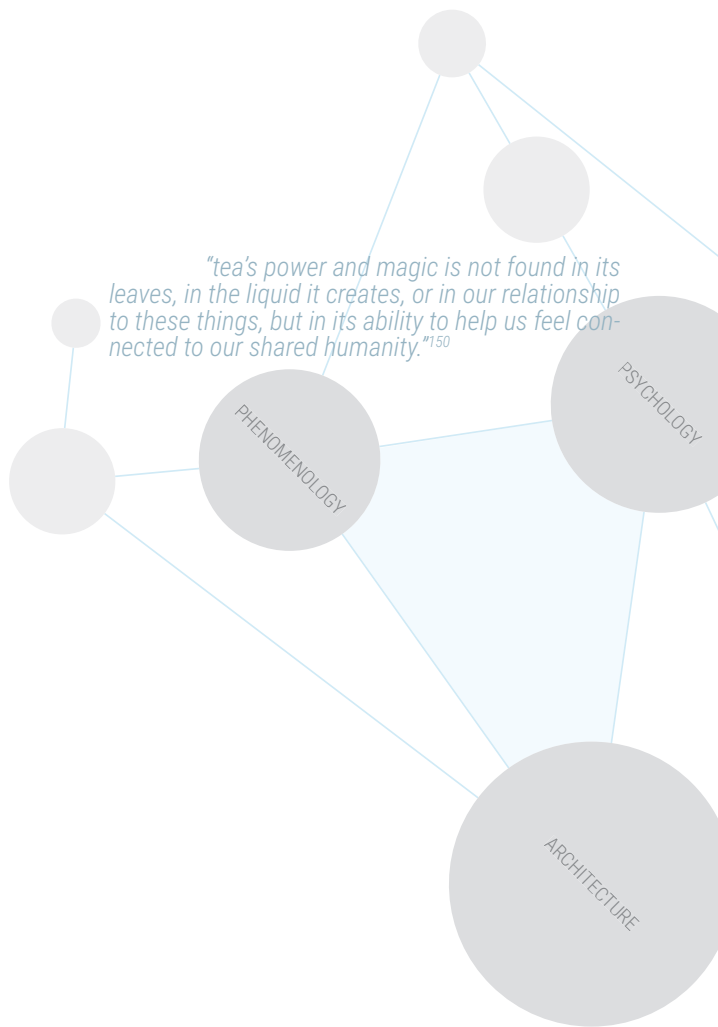 “tea’s power and magic is not found in its
leaves, in the liquid it creates, or in our relationship
to these things, but in its ability to help us feel con-
nected to our shared humanity.”150
PSYCHOLOGY
PHENOMENOLOGY
ARCHITECTURE